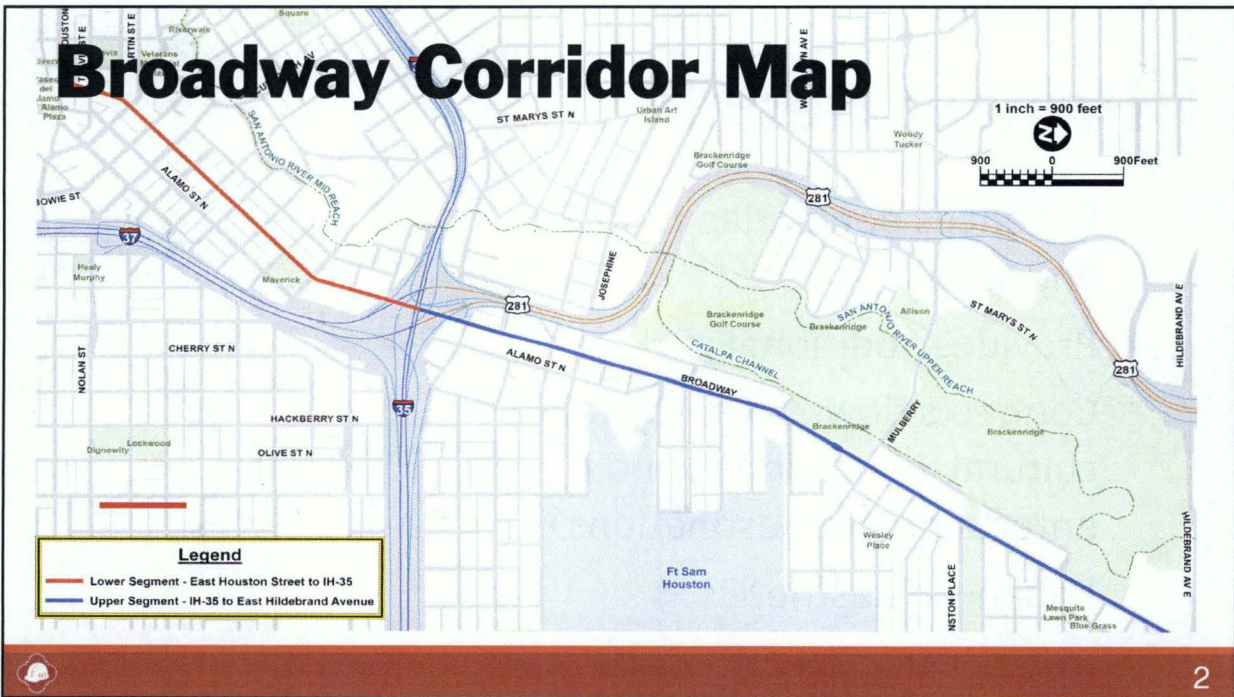 Broadway Corridor Map
Square
Riverwalk
Veterans
Alamo
Plaza
del
SAN ANTONIO RIVER MID REACH
ALAMO ST N
BOWIE ST
37
Healy
Murphy
Maverick
NOLAN ST
CHERRY ST N
HACKBERRY ST N
Lockwood
Dignowity
OLIVE ST N
35
ST MARYS ST N
Urban Art
Island
Brackenridge
Golf Course
Woody
Tucker
1 inch = 900 feet
N
900 0 900Feet
281
281
281
JOSEPHINE
Brackenridge
Golf Course
Brackenridge
Allison
SAN ANTONIO RIVER UPPER REACH
ST MARYS ST N
HILDEBRAND AV E
CATALPA CHANNEL
ALAMO ST N
BROADWAY
MULBERRY
Brackenridge
Brackenridge
Wesley
Place
Ft Sam
Houston
HILDEBRAND AV E
Mesquite
Lawn Park
Blue Grass
Legend
Lower Segment - East Houston Street to IH-35
Upper Segment - IH-35 to East Hildebrand Avenue
2